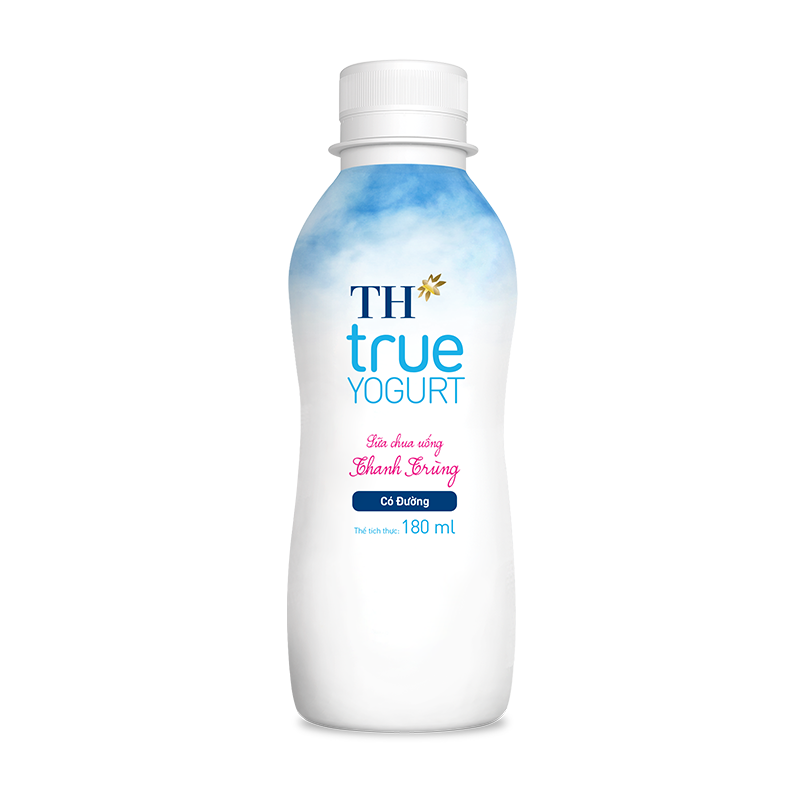 TH
true
YOGURT
Sữa chua uống
Thanh Trùng
Có Đường
Thể tích thực: 180 ml